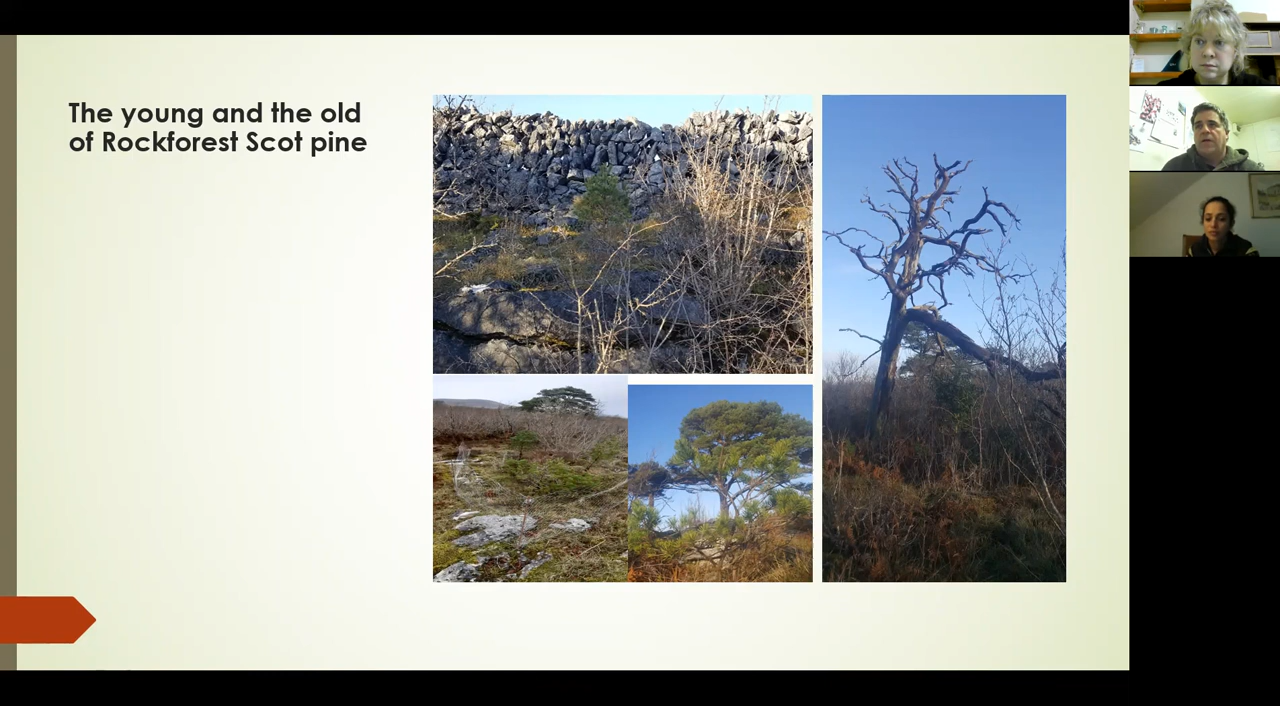 The young and the old
of Rockforest Scot pine